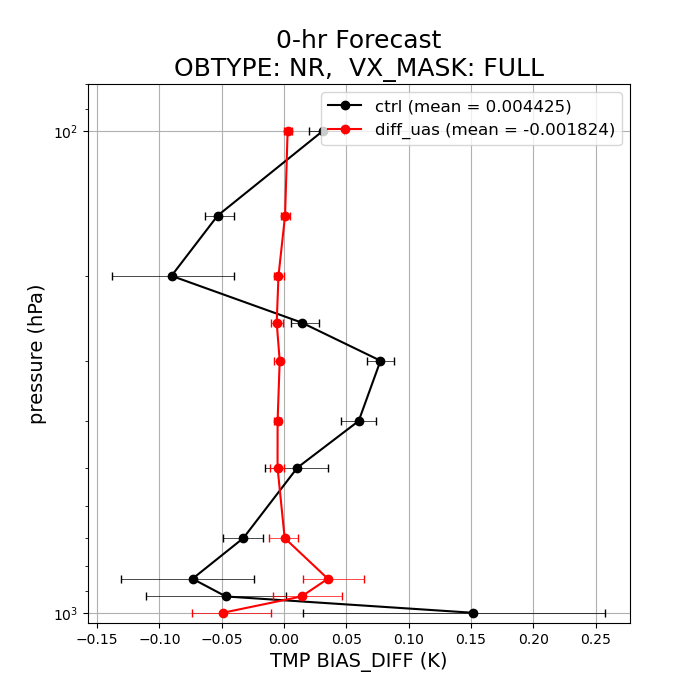 0-hr Forecast
OBTYPE: NR,  VX_MASK: FULL
ctrl (mean = 0.004425)
diff_uas (mean = -0.001824)
10²
10³
pressure (hPa)
−0.15 −0.10 −0.05 0.00 0.05 0.10 0.15 0.20 0.25
TMP BIAS_DIFF (K)